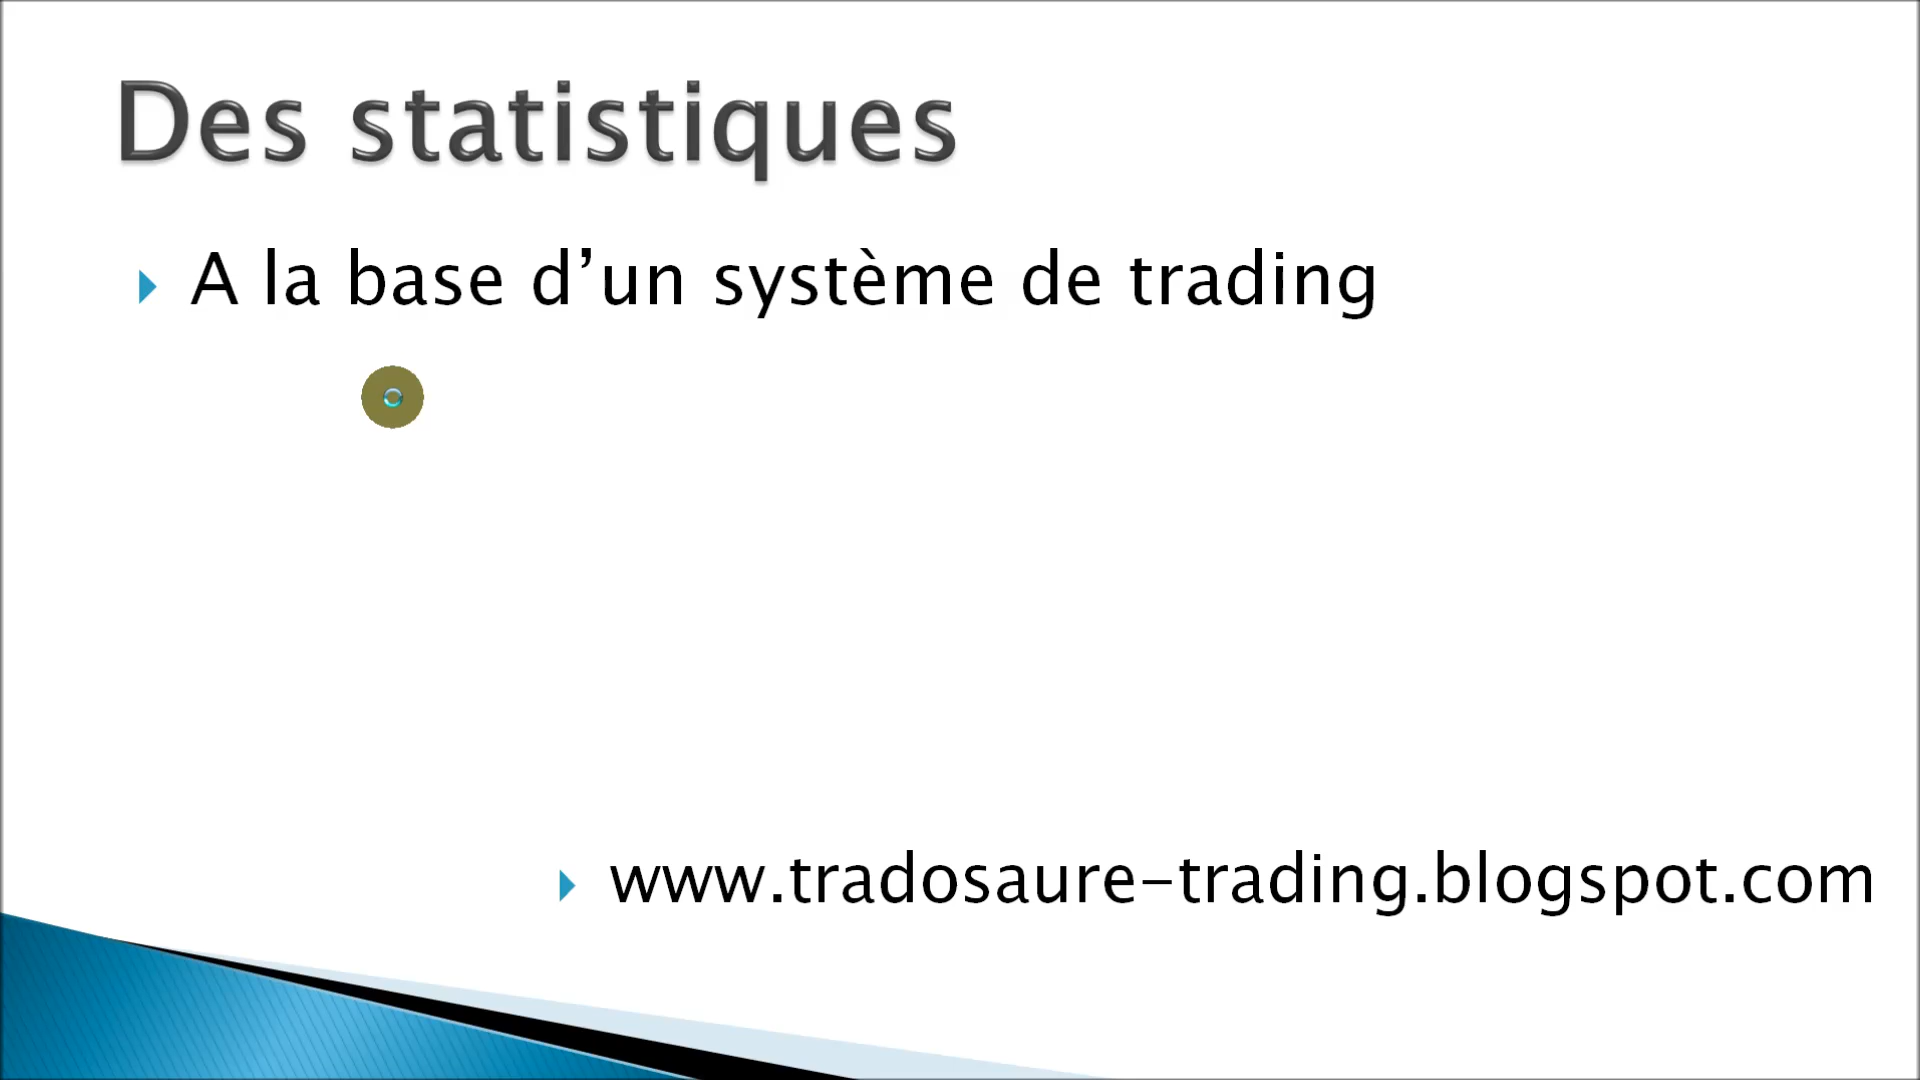 Des statistiques
A la base d’un système de trading
www.tradosaure-trading.blogspot.com